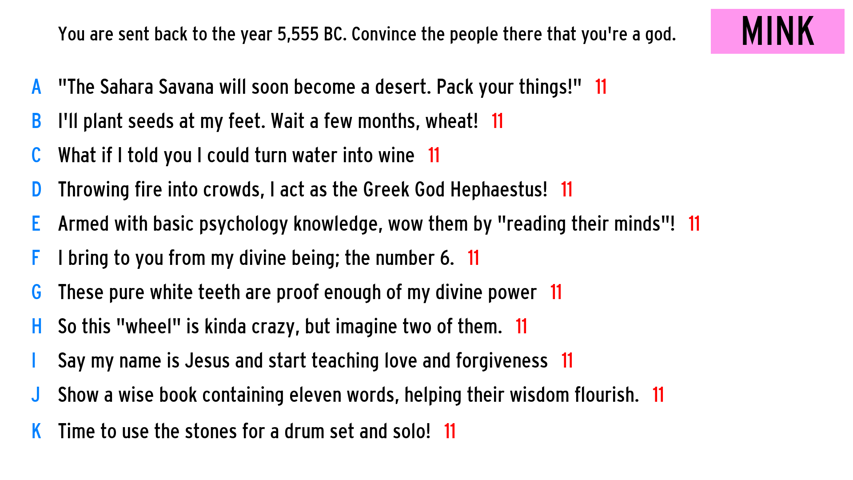 You are sent back to the year 5,555 BC. Convince the people there that you're a god.
MINK
A "The Sahara Savana will soon become a desert. Pack your things!" 11
B I'll plant seeds at my feet. Wait a few months, wheat! 11
C What if I told you I could turn water into wine 11
D Throwing fire into crowds, I act as the Greek God Hephaestus! 11
E Armed with basic psychology knowledge, wow them by "reading their minds"! 11
F I bring to you from my divine being; the number 6. 11
G These pure white teeth are proof enough of my divine power 11
H So this "wheel" is kinda crazy, but imagine two of them. 11
I Say my name is Jesus and start teaching love and forgiveness 11
J Show a wise book containing eleven words, helping their wisdom flourish. 11
K Time to use the stones for a drum set and solo! 11